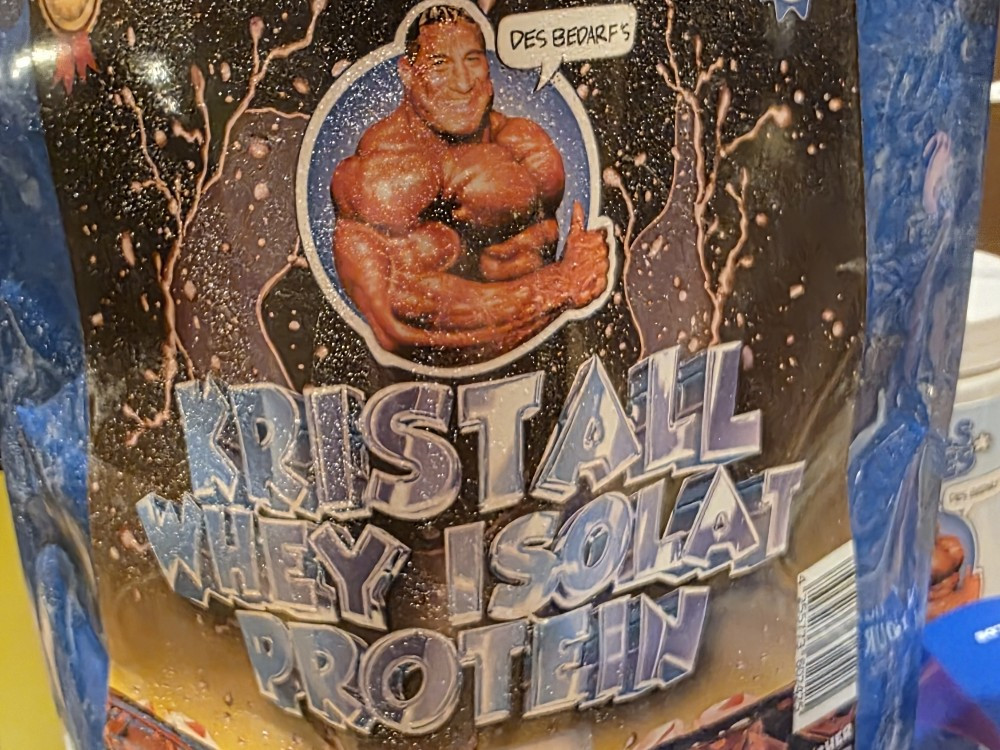 DES BEDARF'S
KRISTALL
WHEY ISOLAT
PROTEIN